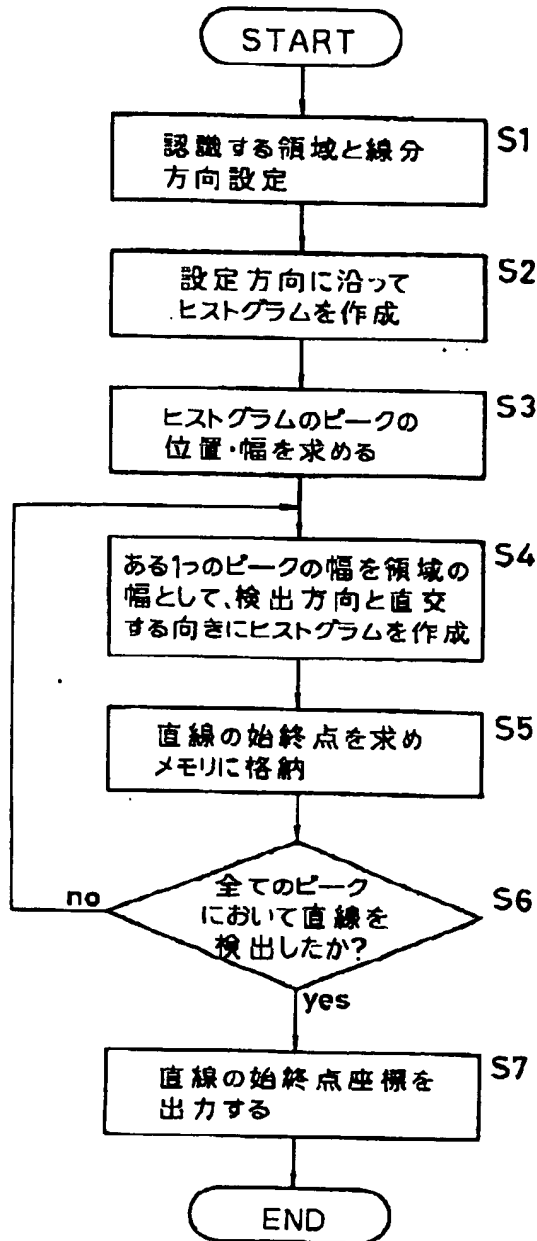 START
S1
認識する領域と線分
方向設定
S2
設定方向に沿って
ヒストグラムを作成
S3
ヒストグラムのピークの
位置・幅を求める
S4
ある1つのピークの幅を領域の
幅として、検出方向と直交
する向きにヒストグラムを作成
S5
直線の始終点を求め
メモリに格納
S6
全てのピーク
において直線を
検出したか?
no
yes
S7
直線の始終点座標を
出力する
END